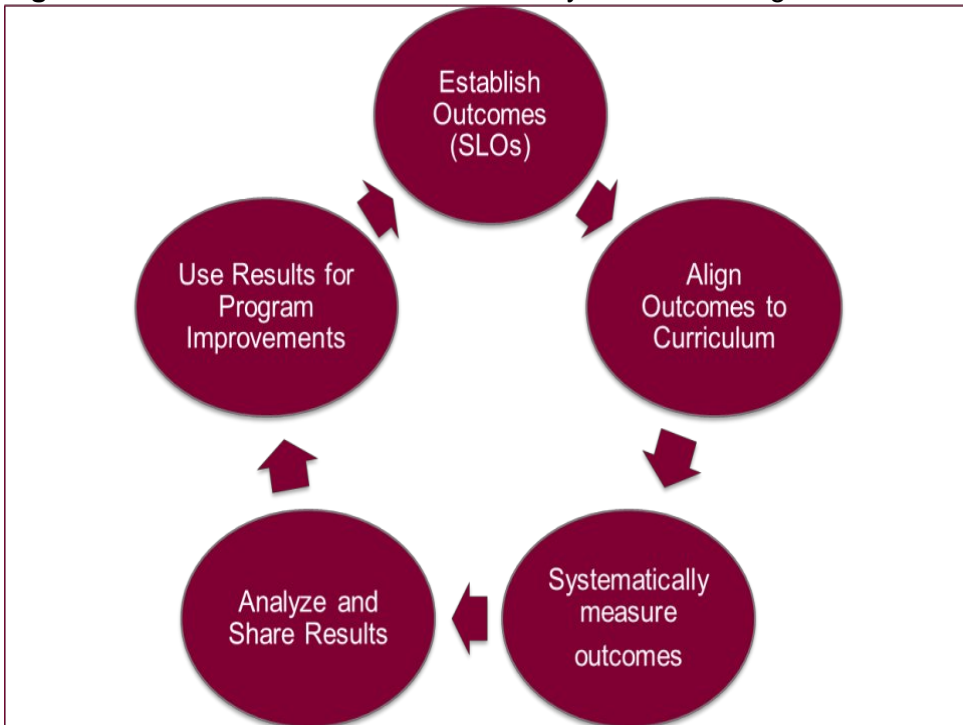 Establish
Outcomes
(SLOs)
Align
Outcomes to
Curriculum
Systematically
measure
outcomes
Analyze and
Share Results
Use Results for
Program
Improvements